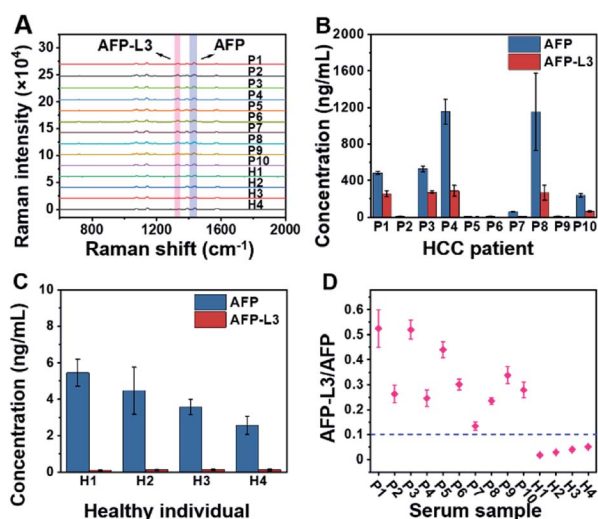 A
AFP-L3
AFP
Raman intensity (×10⁴)
30
25
20
15
10
5
0
P1
P2
P3
P4
P5
P6
P7
P8
P9
P10
H1
H2
H3
H4
800
1200
1600
2000
Raman shift (cm⁻¹)
B
AFP
AFP-L3
Concentration (ng/mL)
2000
1600
1200
800
400
0
P1 P2 P3 P4 P5 P6 P7 P8 P9 P10
HCC patient
C
AFP
AFP-L3
Concentration (ng/mL)
8
6
4
2
0
H1 H2 H3 H4
Healthy individual
D
AFP-L3/AFP
0.6
0.5
0.4
0.3
0.2
0.1
0.0
P1 P2 P3 P4 P5 P6 P7 P8 P9 P10 H1 H2 H3 H4
Serum sample